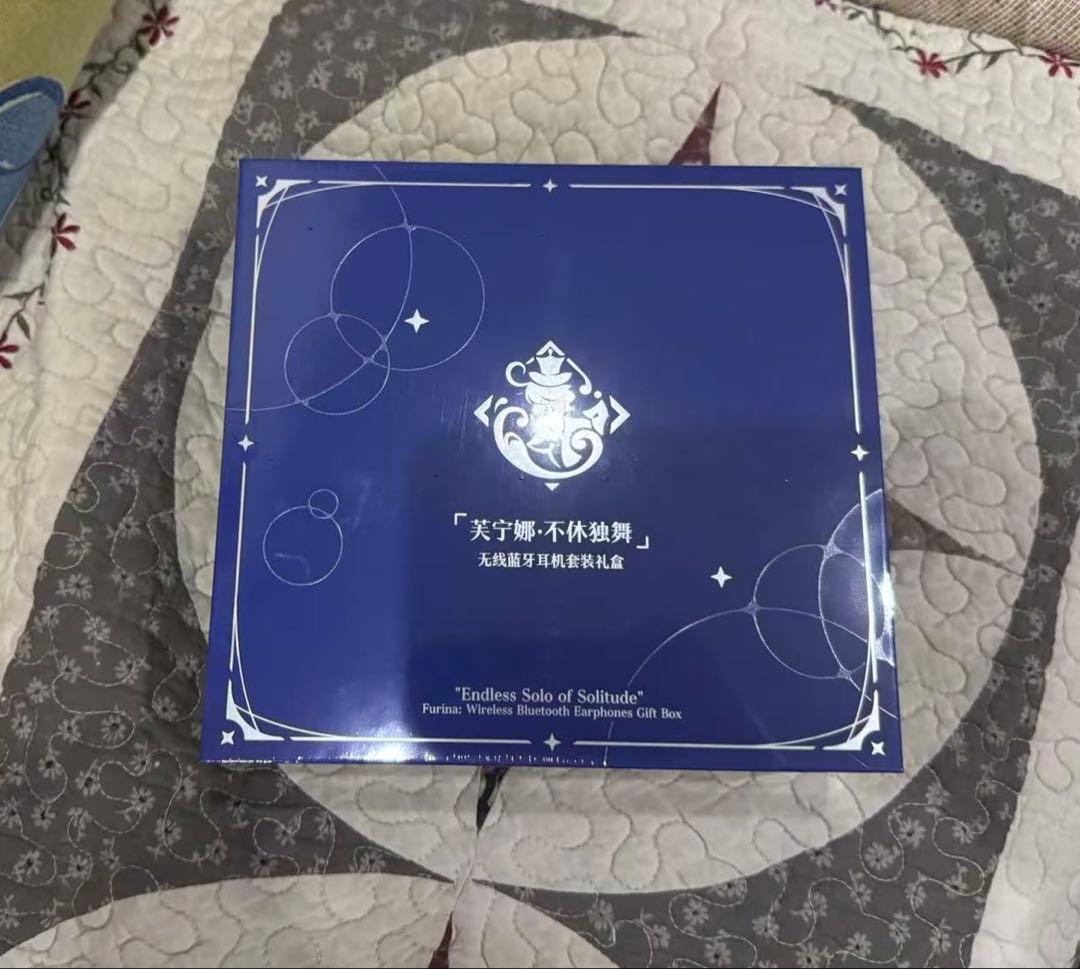 「芙宁娜·不休独舞」
无线蓝牙耳机套装礼盒
"Endless Solo of Solitude"
Furina: Wireless Bluetooth Earphones Gift Box